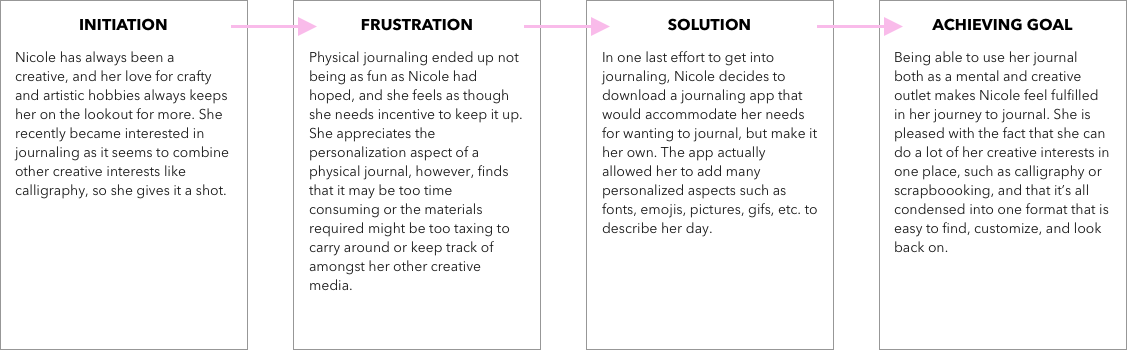 INITIATION
Nicole has always been a
creative, and her love for crafty
and artistic hobbies always keeps
her on the lookout for more. She
recently became interested in
journaling as it seems to combine
other creative interests like
calligraphy, so she gives it a shot.
FRUSTRATION
Physical journaling ended up not
being as fun as Nicole had
hoped, and she feels as though
she needs incentive to keep it up.
She appreciates the
personalization aspect of a
physical journal, however, finds
that it may be too time
consuming or the materials
required might be too taxing to
carry around or keep track of
amongst her other creative
media.
SOLUTION
In one last effort to get into
journaling, Nicole decides to
download a journaling app that
would accommodate her needs
for wanting to journal, but make it
her own. The app actually
allowed her to add many
personalized aspects such as
fonts, emojis, pictures, gifs, etc. to
describe her day.
ACHIEVING GOAL
Being able to use her journal
both as a mental and creative
outlet makes Nicole feel fulfilled
in her journey to journal. She is
pleased with the fact that she can
do a lot of her creative interests in
one place, such as calligraphy or
scrapboooking, and that it's all
condensed into one format that is
easy to find, customize, and look
back on.